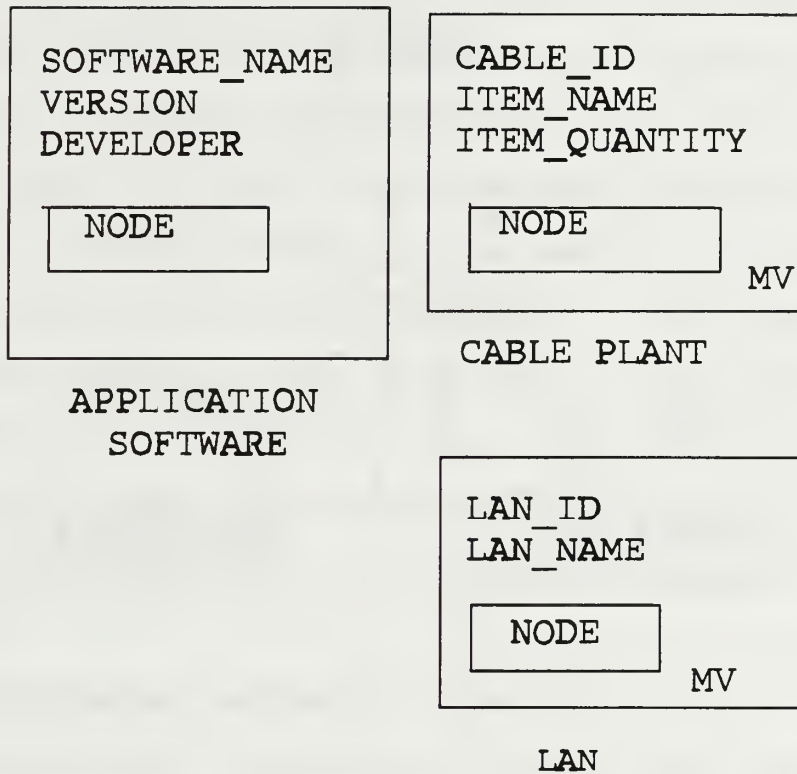 SOFTWARE_NAME
VERSION
DEVELOPER
NODE
APPLICATION
SOFTWARE
CABLE_ID
ITEM_NAME
ITEM_QUANTITY
NODE
MV
CABLE PLANT
LAN_ID
LAN_NAME
NODE
MV
LAN